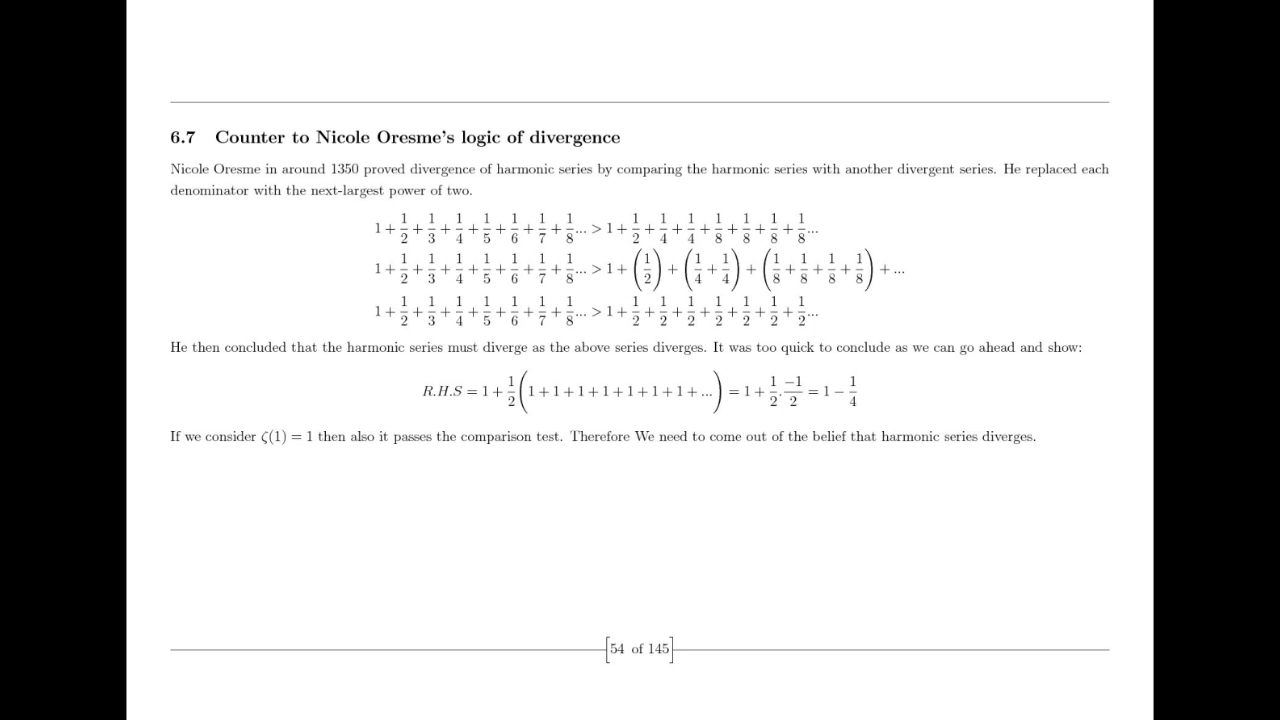 6.7 Counter to Nicole Oresme's logic of divergence
Nicole Oresme in around 1350 proved divergence of harmonic series by comparing the harmonic series with another divergent series. He replaced each
denominator with the next-largest power of two.
1 + 1/2 + 1/3 + 1/4 + 1/5 + 1/6 + 1/7 + 1/8... > 1 + 1/2 + 1/4 + 1/4 + 1/8 + 1/8 + 1/8 + 1/8...
1 + 1/2 + 1/3 + 1/4 + 1/5 + 1/6 + 1/7 + 1/8... > 1 + (1/2) + (1/4 + 1/4) + (1/8 + 1/8 + 1/8 + 1/8) + ...
1 + 1/2 + 1/3 + 1/4 + 1/5 + 1/6 + 1/7 + 1/8... > 1 + 1/2 + 1/2 + 1/2 + 1/2 + 1/2 + 1/2 + 1/2...
He then concluded that the harmonic series must diverge as the above series diverges. It was too quick to conclude as we can go ahead and show:
R.H.S = 1 + 1/2 (1 + 1 + 1 + 1 + 1 + 1 + 1 + ...) = 1 + 1/2 . -1/2 = 1 - 1/4
If we consider ζ(1) = 1 then also it passes the comparison test. Therefore We need to come out of the belief that harmonic series diverges.
[54 of 145]